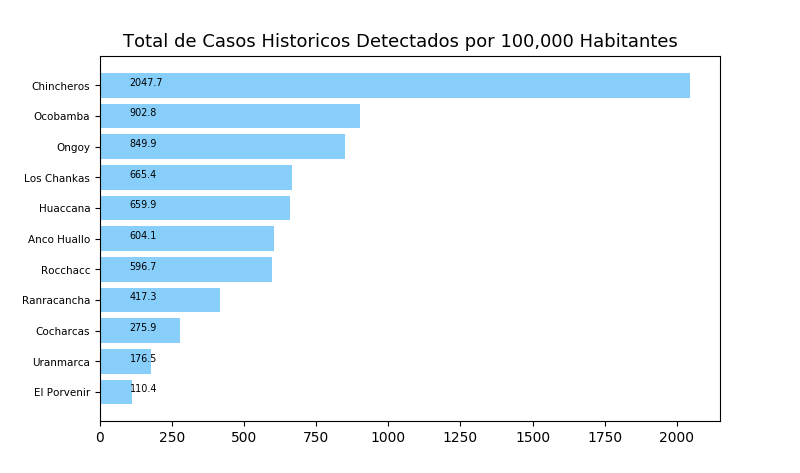 Total de Casos Historicos Detectados por 100,000 Habitantes
Chincheros 2047.7
Ocobamba 902.8
Ongoy 849.9
Los Chankas 665.4
Huaccana 659.9
Anco Huallo 604.1
Rocchacc 596.7
Ranracancha 417.3
Cocharcas 275.9
Uranmarca 176.5
El Porvenir 110.4
0 250 500 750 1000 1250 1500 1750 2000